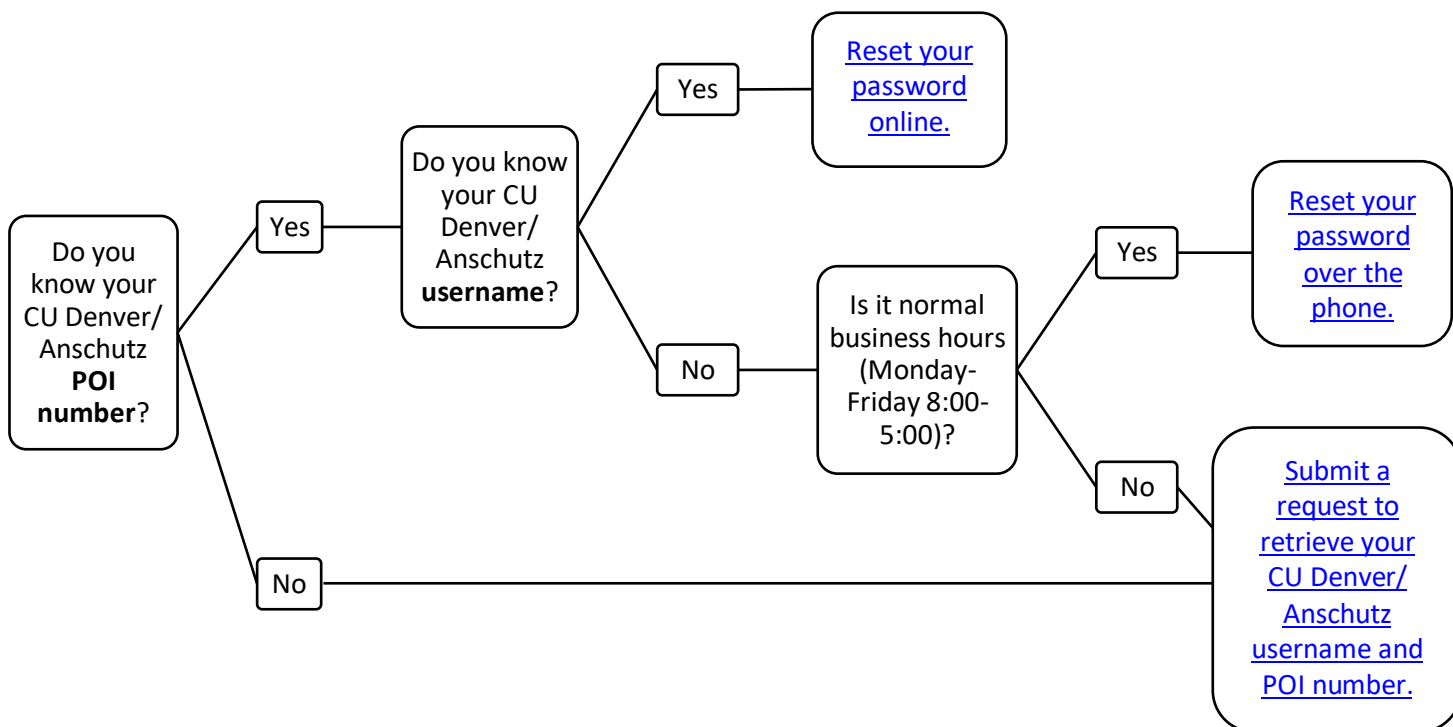 Do you
know your
CU Denver/
Anschutz
POI
number?
Yes
Do you know
your CU
Denver/
Anschutz
username?
Yes
Reset your
password
online.
No
Is it normal
business hours
(Monday-
Friday 8:00-
5:00)?
Yes
Reset your
password
over the
phone.
No
Submit a
request to
retrieve your
CU Denver/
Anschutz
username and
POI number.
No